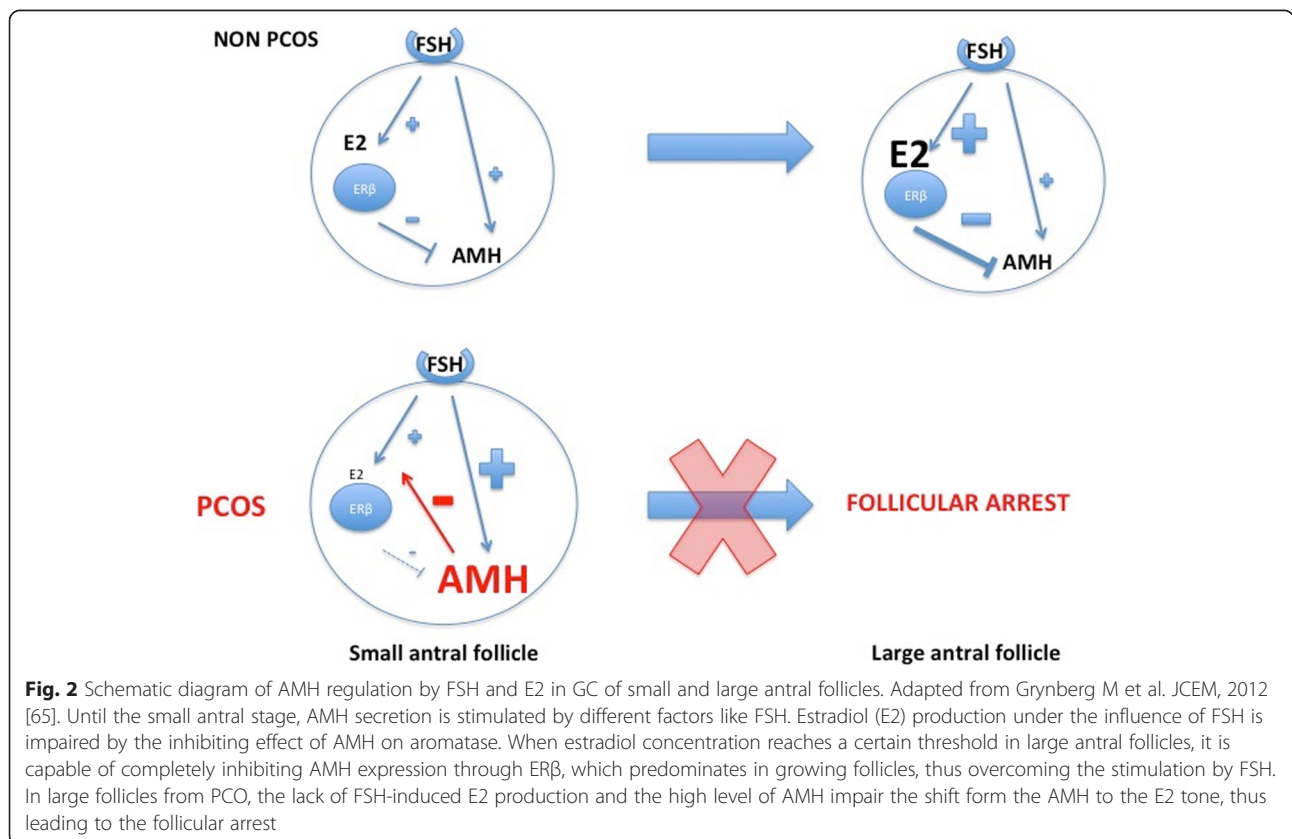 NON PCOS
FSH
E2
+
+
ERβ
-
AMH
FSH
E2
+
+
ERβ
-
AMH
FSH
+
+
E2
ERβ
-
-
AMH
PCOS
FOLLICULAR ARREST
Small antral follicle
Large antral follicle
Fig. 2 Schematic diagram of AMH regulation by FSH and E2 in GC of small and large antral follicles. Adapted from Grynberg M et al. JCEM, 2012
[65]. Until the small antral stage, AMH secretion is stimulated by different factors like FSH. Estradiol (E2) production under the influence of FSH is
impaired by the inhibiting effect of AMH on aromatase. When estradiol concentration reaches a certain threshold in large antral follicles, it is
capable of completely inhibiting AMH expression through ERβ, which predominates in growing follicles, thus overcoming the stimulation by FSH.
In large follicles from PCO, the lack of FSH-induced E2 production and the high level of AMH impair the shift form the AMH to the E2 tone, thus
leading to the follicular arrest